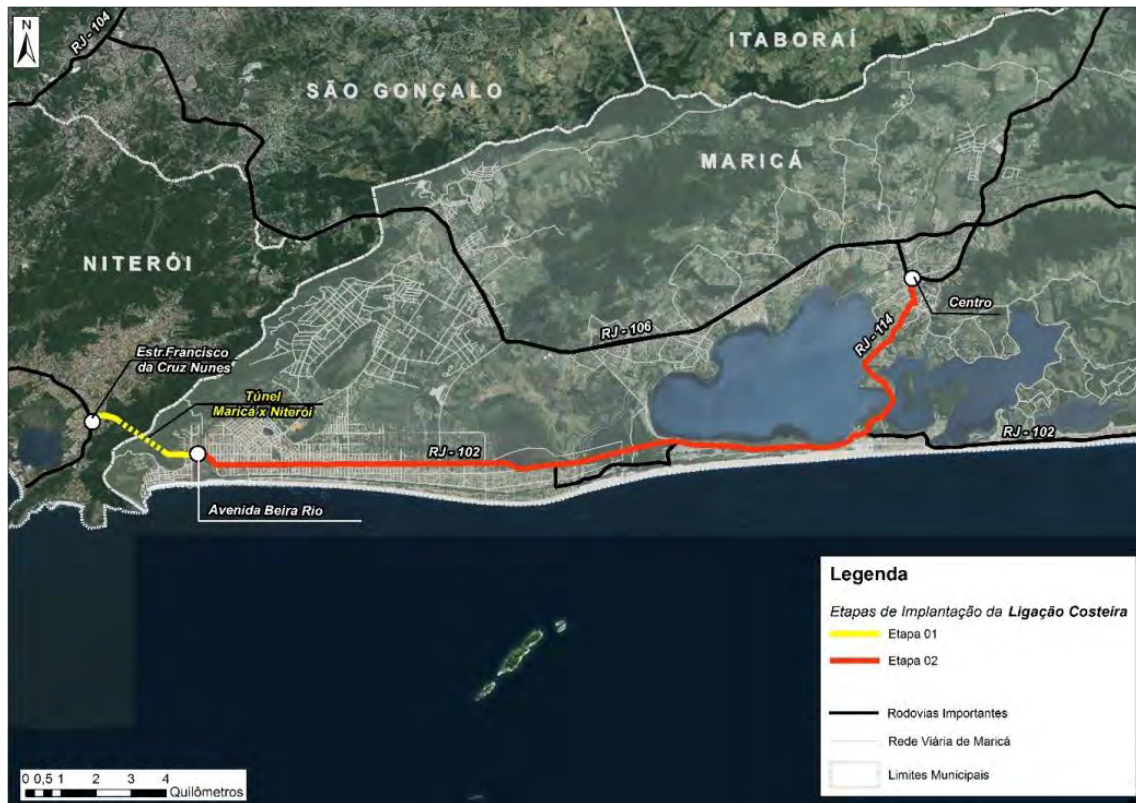 N
RJ - 104
ITABORAÍ
SÃO GONÇALO
MARICÁ
NITERÓI
Centro
RJ - 106
RJ - 114
Estr.Francisco
da Cruz Nunes
Túnel
Maricá x Niterói
RJ - 102
RJ - 102
Avenida Beira Rio
Legenda
Etapas de Implantação da Ligação Costeira
Etapa 01
Etapa 02
Rodovias Importantes
Rede Viária de Maricá
Limites Municipais
0 0,5 1 2 3 4
Quilômetros